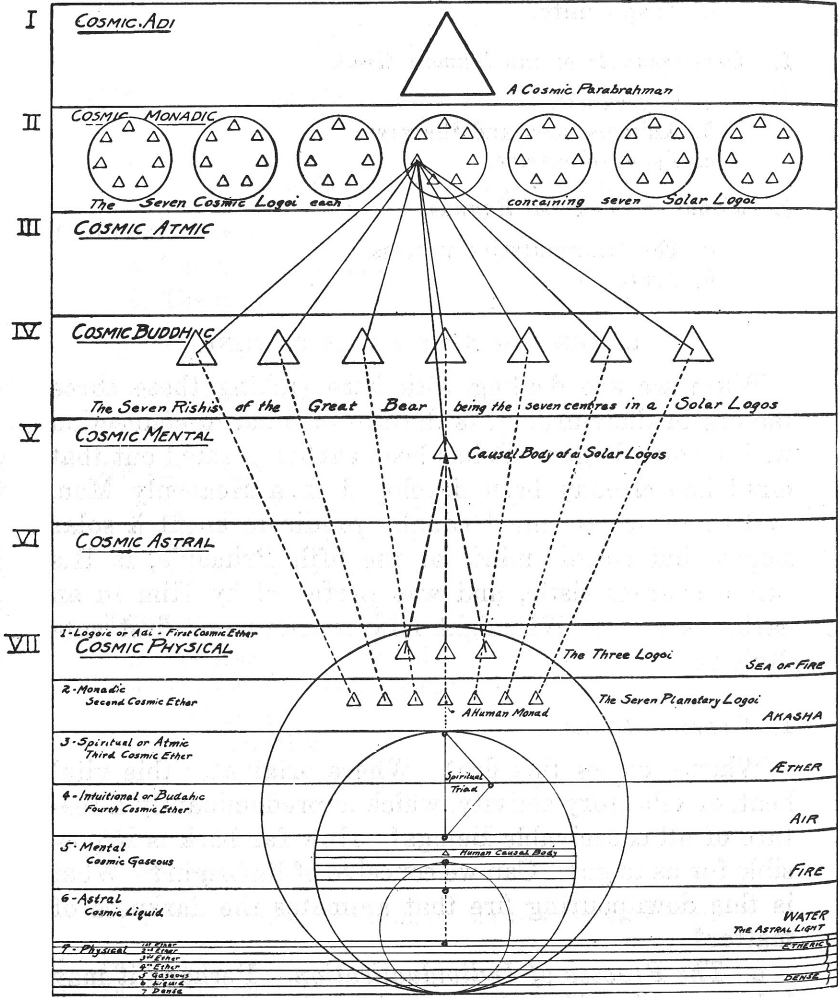 I
COSMIC ADI
A Cosmic Parabrahman
II
COSMIC MONADIC
The Seven Cosmic Logoi each containing seven Solar Logoi
III
COSMIC ATMIC
IV
COSMIC BUDDHIC
The Seven Rishis of the Great Bear being the seven centres in a Solar Logos
V
COSMIC MENTAL
Causal Body of a Solar Logos
VI
COSMIC ASTRAL
VII
1-Logoic or Adi - First Cosmic Ether
COSMIC PHYSICAL
The Three Logoi
SEA OF FIRE
2-Monadic
Second Cosmic Ether
The Seven Planetary Logoi
A Human Monad
AKASHA
3-Spiritual or Atmic
Third Cosmic Ether
ÆTHER
Spiritual
Triad
4-Intuitional or Budahic
Fourth Cosmic Ether
AIR
5-Mental
Cosmic Gaseous
Human Causal Body
FIRE
6-Astral
Cosmic Liquid
WATER
THE ASTRAL LIGHT
7-Physical
1st Ether
2nd Ether
3rd Ether
4th Ether
5 Gaseous
6 Liquid
7 Dense
ETHERIC
DENSE